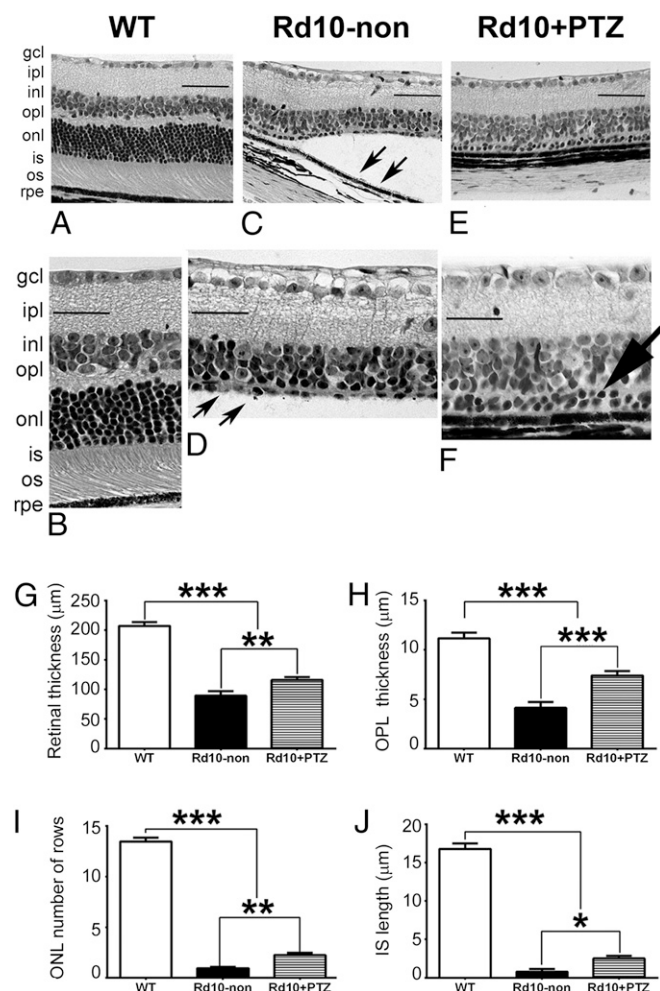 WT Rd10-non Rd10+PTZ
gcl
ipl
inl
opl
onl
is
os
rpe
A C E
gcl
ipl
inl
opl
onl
is
os
rpe
B D F
G
Retinal thickness (μm)
250
200
150
100
50
0
***
**
WT Rd10-non Rd10+PTZ
H
OPL thickness (μm)
15
10
5
0
***
***
WT Rd10-non Rd10+PTZ
I
ONL number of rows
15
10
5
0
***
**
WT Rd10-non Rd10+PTZ
J
IS length (μm)
20
15
10
5
0
***
*
WT Rd10-non Rd10+PTZ